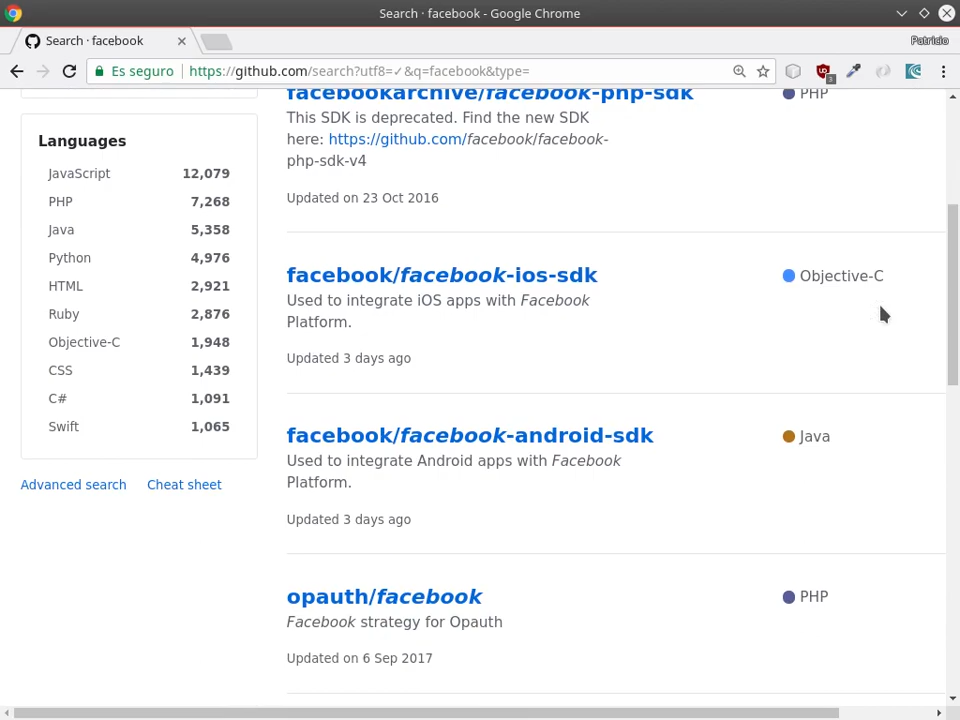 Search · facebook - Google Chrome
Search · facebook
Patricio
Es seguro
https://github.com/search?utf8=✓&q=facebook&type=
3
facebookarchive/facebook-php-sdk
PHP
This SDK is deprecated. Find the new SDK
here: https://github.com/facebook/facebook-
php-sdk-v4
Updated on 23 Oct 2016
Languages
JavaScript 12,079
PHP 7,268
Java 5,358
Python 4,976
HTML 2,921
Ruby 2,876
Objective-C 1,948
CSS 1,439
C# 1,091
Swift 1,065
Advanced search Cheat sheet
facebook/facebook-ios-sdk
Objective-C
Used to integrate iOS apps with Facebook
Platform.
Updated 3 days ago
facebook/facebook-android-sdk
Java
Used to integrate Android apps with Facebook
Platform.
Updated 3 days ago
opauth/facebook
PHP
Facebook strategy for Opauth
Updated on 6 Sep 2017